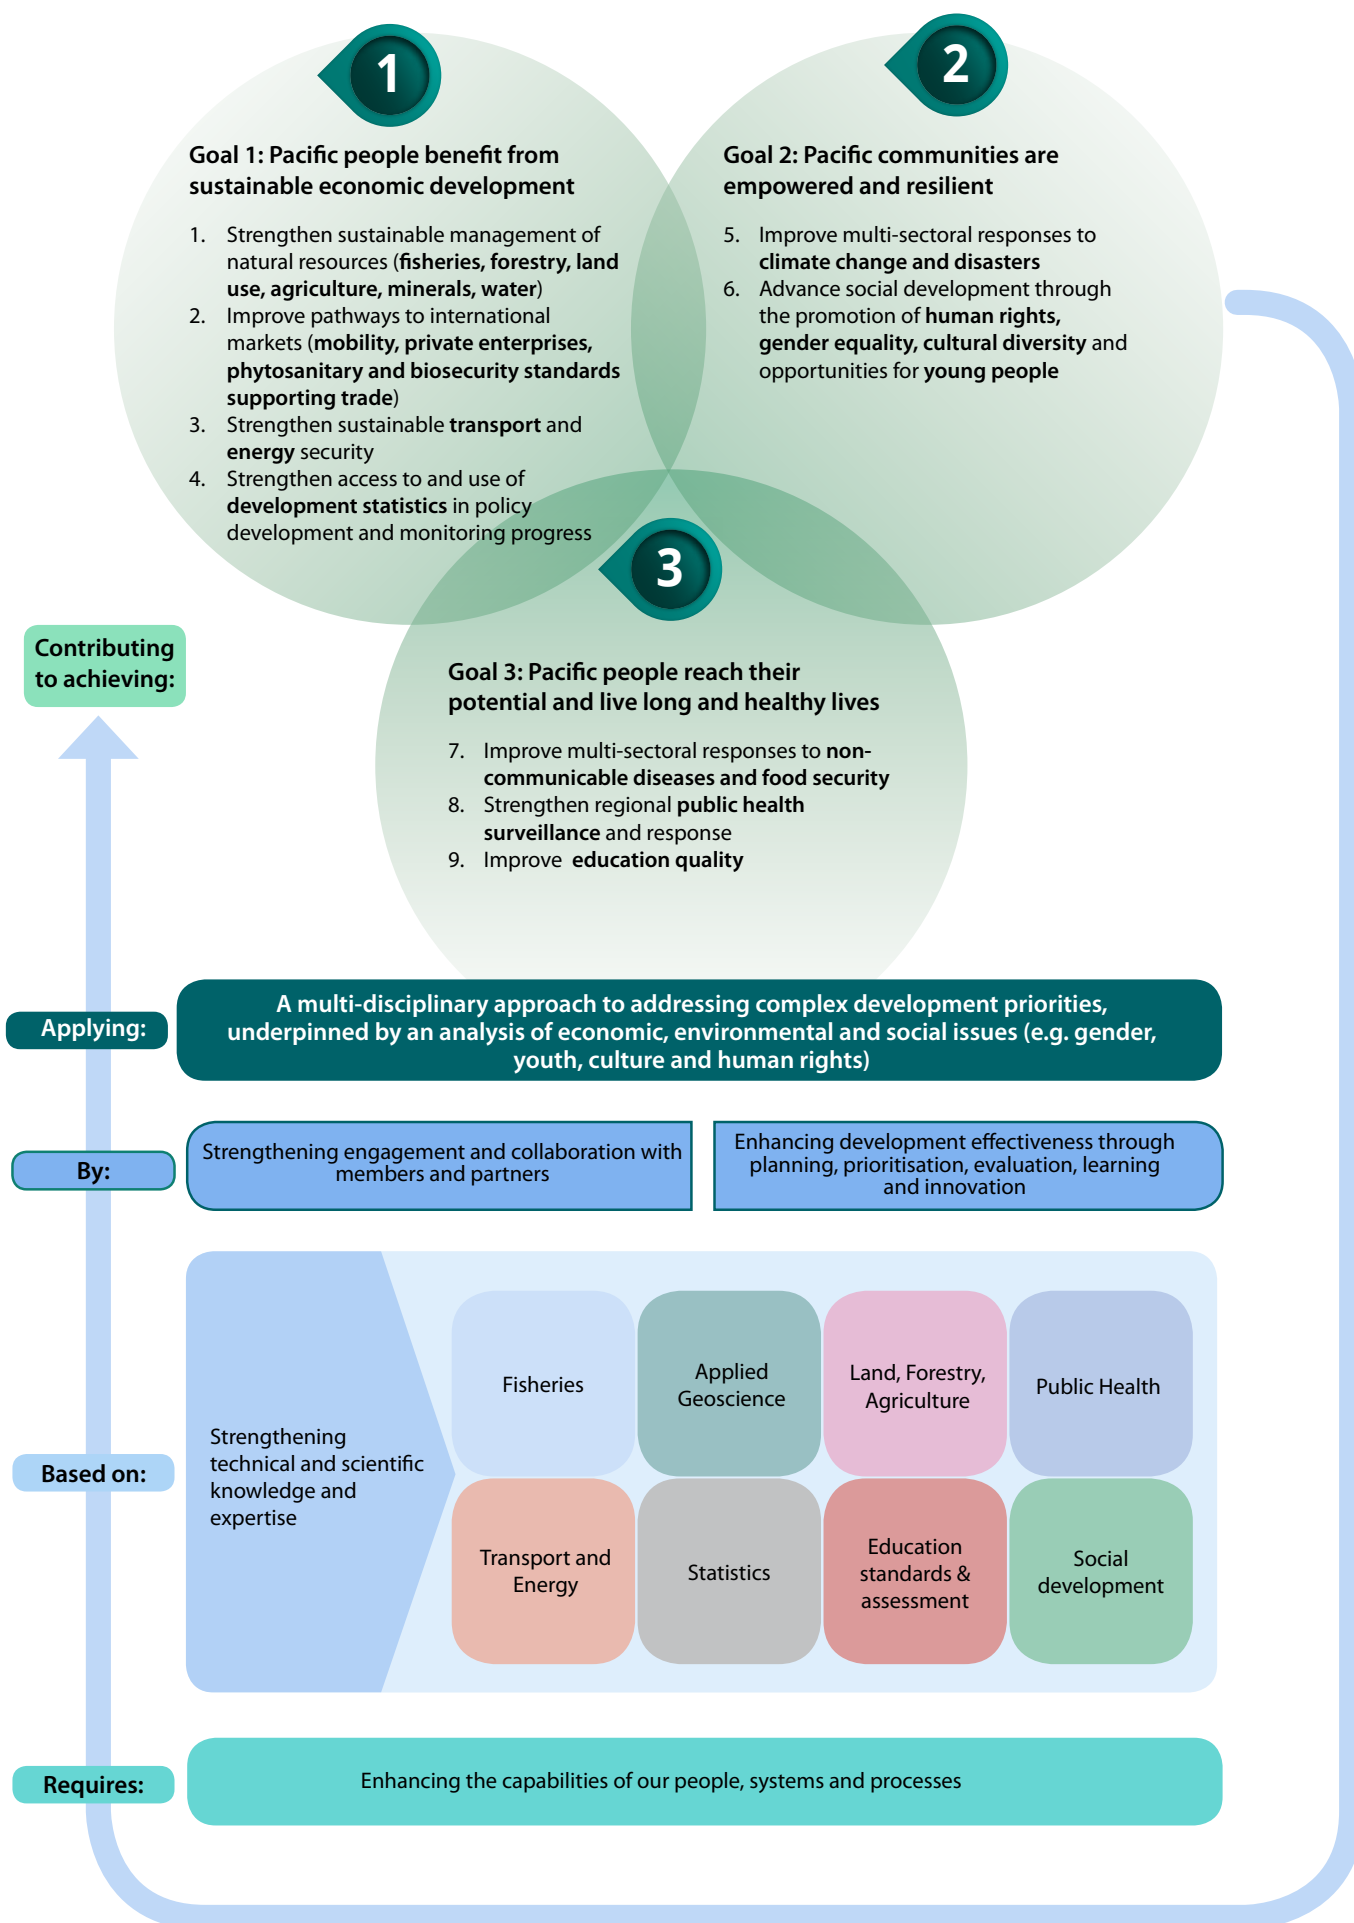 1
Goal 1: Pacific people benefit from
sustainable economic development
1. Strengthen sustainable management of
natural resources (fisheries, forestry, land
use, agriculture, minerals, water)
2. Improve pathways to international
markets (mobility, private enterprises,
phytosanitary and biosecurity standards
supporting trade)
3. Strengthen sustainable transport and
energy security
4. Strengthen access to and use of
development statistics in policy
development and monitoring progress
2
Goal 2: Pacific communities are
empowered and resilient
5. Improve multi-sectoral responses to
climate change and disasters
6. Advance social development through
the promotion of human rights,
gender equality, cultural diversity and
opportunities for young people
3
Goal 3: Pacific people reach their
potential and live long and healthy lives
7. Improve multi-sectoral responses to non-
communicable diseases and food security
8. Strengthen regional public health
surveillance and response
9. Improve education quality
Contributing
to achieving:
Applying:
A multi-disciplinary approach to addressing complex development priorities,
underpinned by an analysis of economic, environmental and social issues (e.g. gender,
youth, culture and human rights)
By:
Strengthening engagement and collaboration with
members and partners
Enhancing development effectiveness through
planning, prioritisation, evaluation, learning
and innovation
Based on:
Strengthening
technical and scientific
knowledge and
expertise
Fisheries
Applied
Geoscience
Land, Forestry,
Agriculture
Public Health
Transport and
Energy
Statistics
Education
standards &
assessment
Social
development
Requires:
Enhancing the capabilities of our people, systems and processes